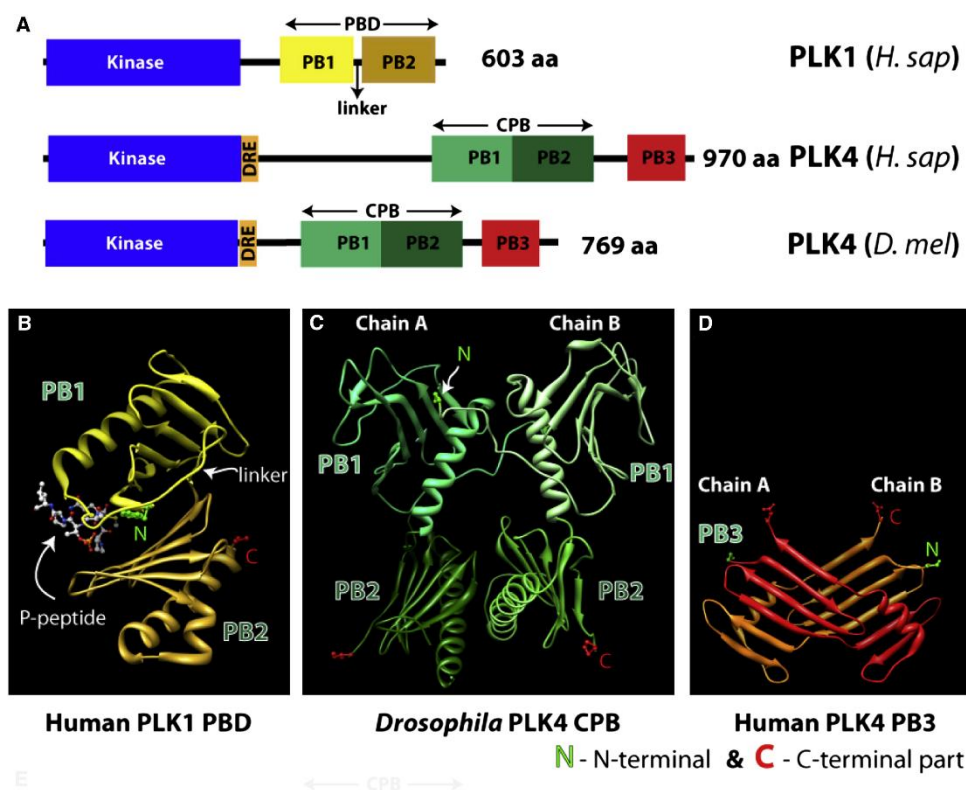 A
PBD
Kinase PB1 PB2 603 aa PLK1 (H. sap)
linker
CPB
Kinase DRE PB1 PB2 PB3 970 aa PLK4 (H. sap)
CPB
Kinase DRE PB1 PB2 PB3 769 aa PLK4 (D. mel)
B
PB1
linker
N
C
P-peptide
PB2
Human PLK1 PBD
C
Chain A Chain B
N
PB1 PB1
PB2 PB2
C
Drosophila PLK4 CPB
D
Chain A Chain B
C
PB3 N
Human PLK4 PB3
N - N-terminal & C - C-terminal part
E
CPB